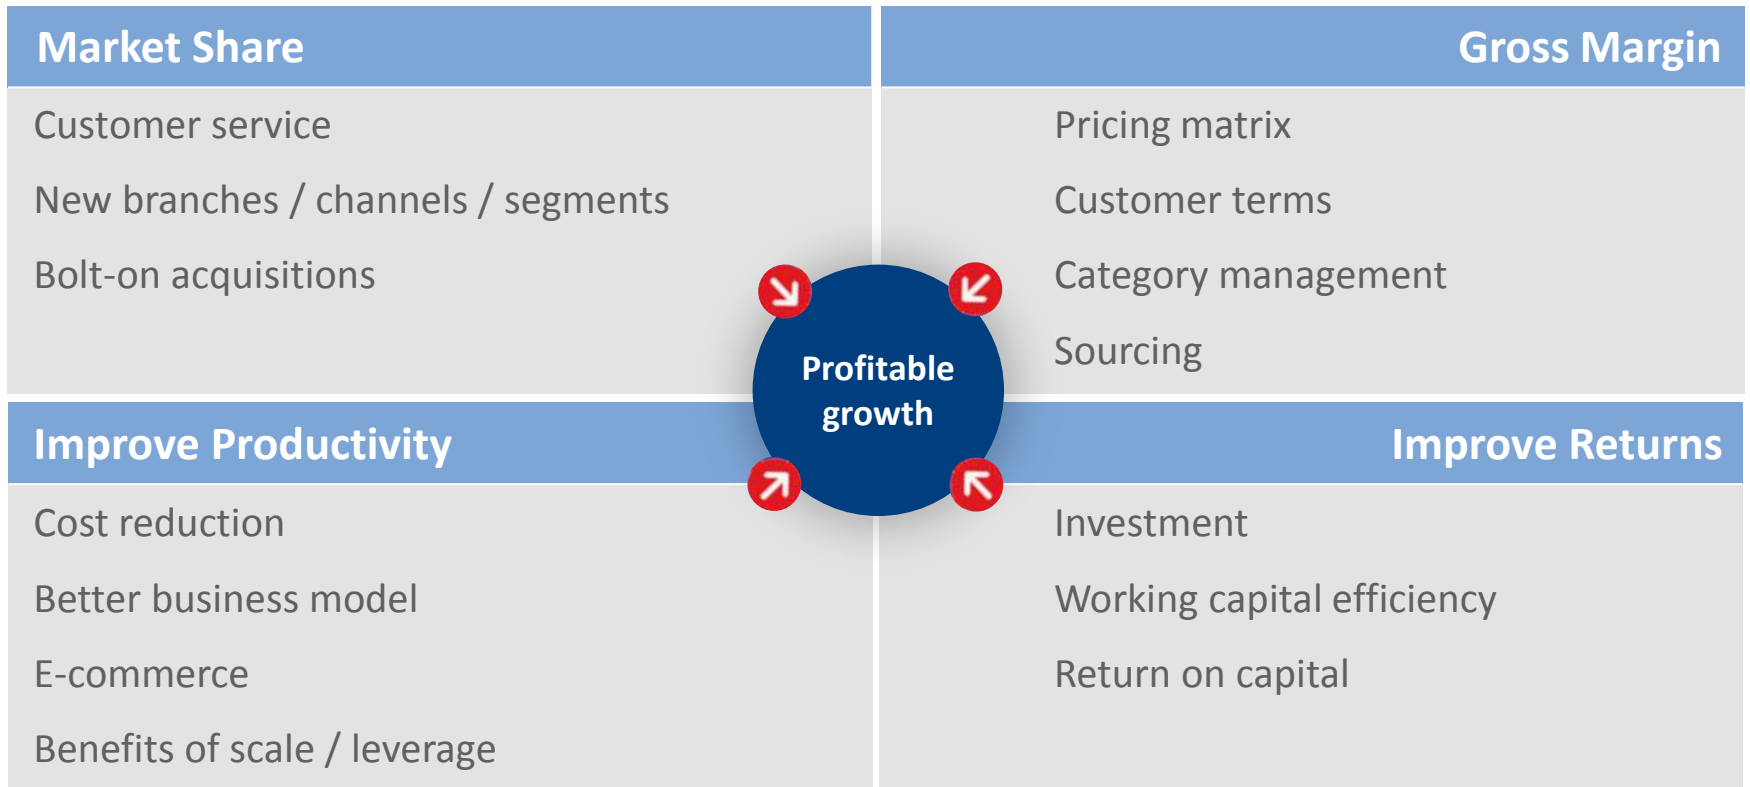 Market Share
Customer service
New branches / channels / segments
Bolt-on acquisitions
Gross Margin
Pricing matrix
Customer terms
Category management
Sourcing
Profitable
growth
Improve Productivity
Cost reduction
Better business model
E-commerce
Benefits of scale / leverage
Improve Returns
Investment
Working capital efficiency
Return on capital